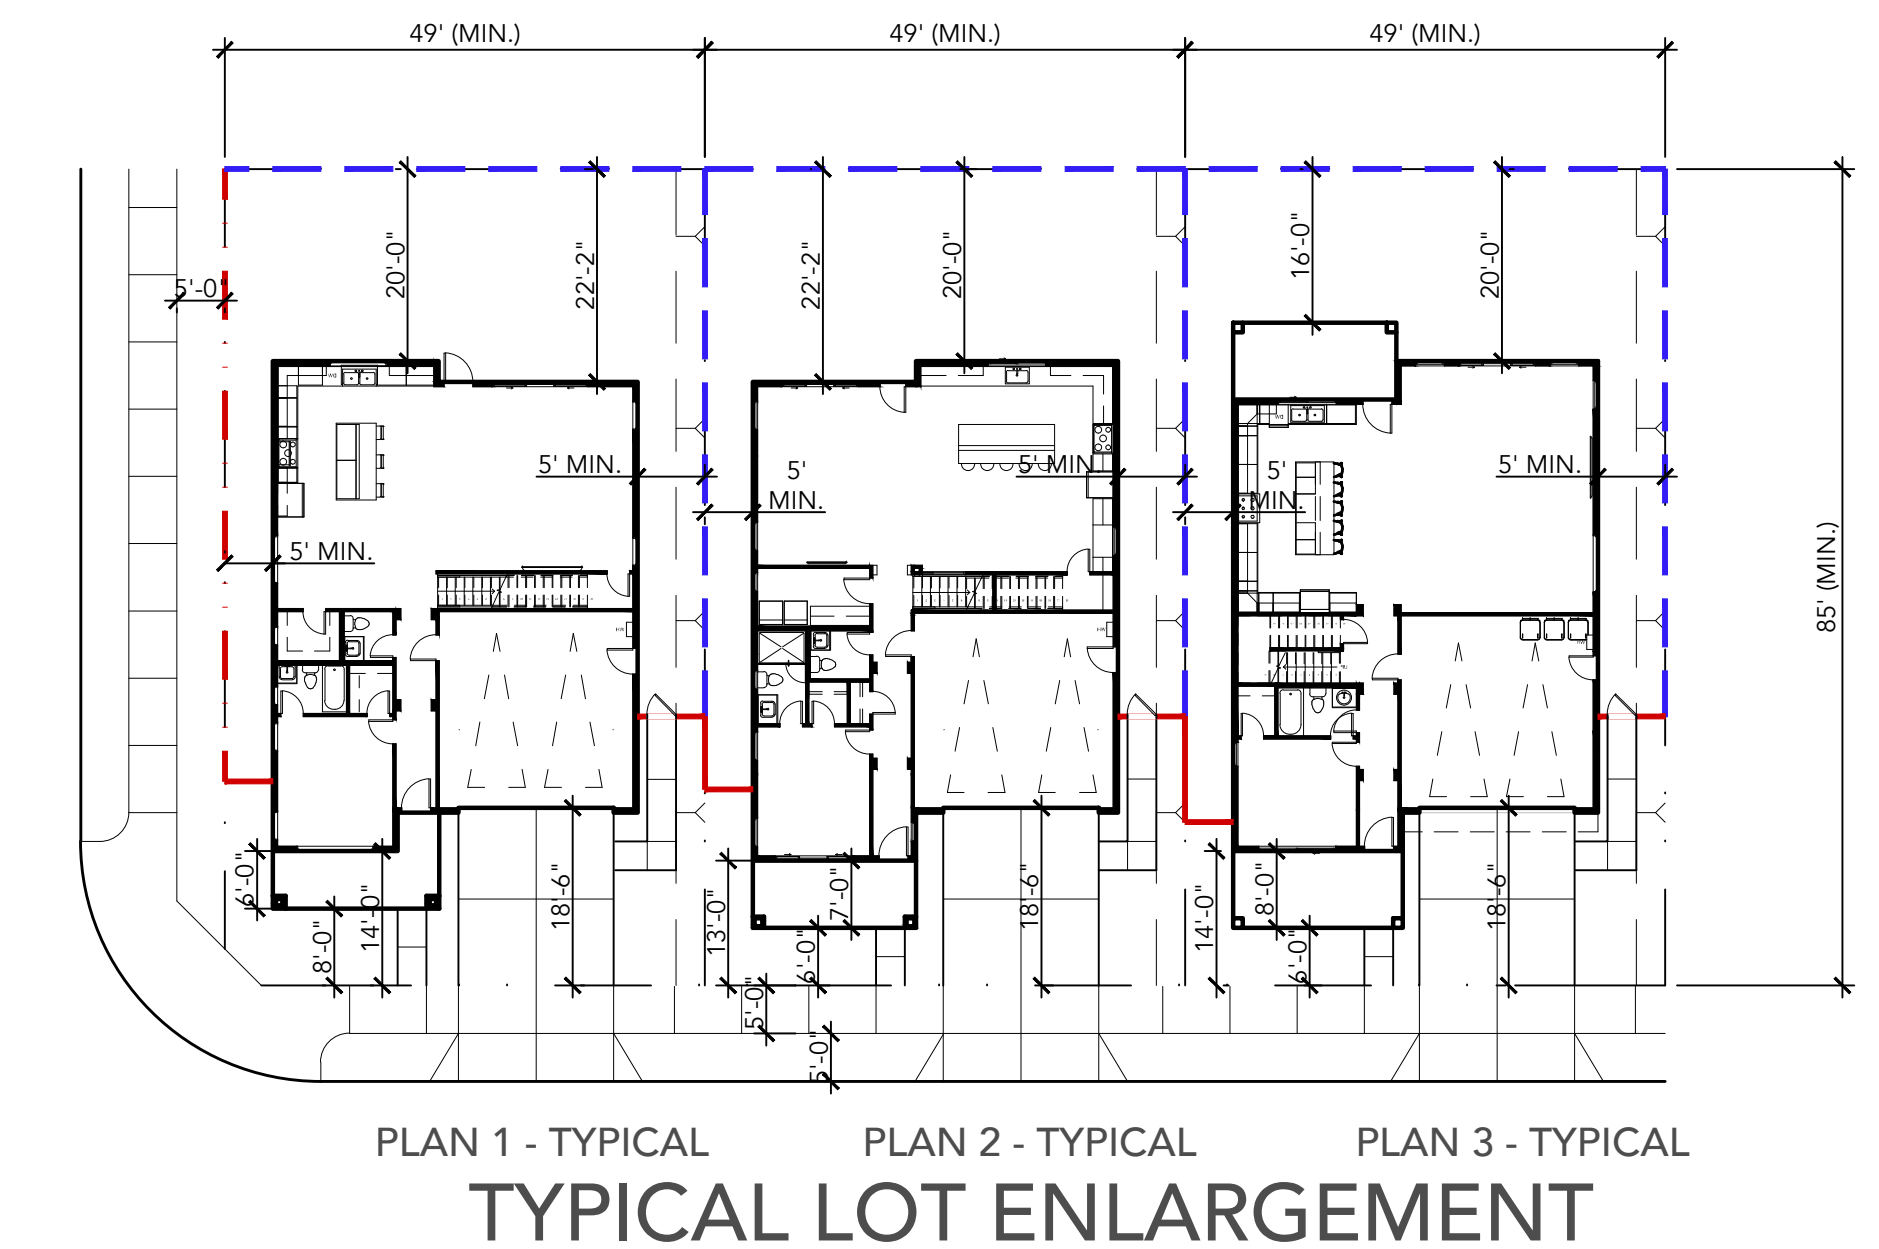 49' (MIN.)
49' (MIN.)
49' (MIN.)
5'-0"
20'-0"
22'-2"
22'-2"
20'-0"
16'-0"
20'-0"
85' (MIN.)
5' MIN.
5' MIN.
5'
MIN.
5' MIN.
5'
MIN.
5' MIN.
DW
DW
6'-0"
8'-0"
14'-0"
18'-6"
13'-0"
7'-0"
6'-0"
5'-0"
5'-0"
18'-6"
14'-0"
8'-0"
6'-0"
18'-6"
PLAN 1 - TYPICAL
PLAN 2 - TYPICAL
PLAN 3 - TYPICAL
TYPICAL LOT ENLARGEMENT